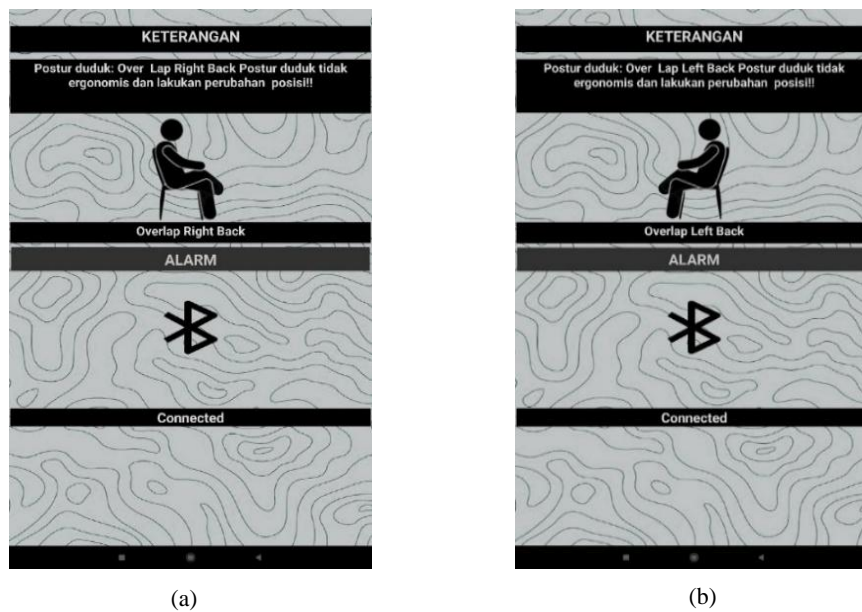 KETERANGAN
Postur duduk: Over Lap Right Back Postur duduk tidak
ergonomis dan lakukan perubahan posisi!!
Overlap Right Back
ALARM
Connected
(a)
KETERANGAN
Postur duduk: Over Lap Left Back Postur duduk tidak
ergonomis dan lakukan perubahan posisi!!
Overlap Left Back
ALARM
Connected
(b)